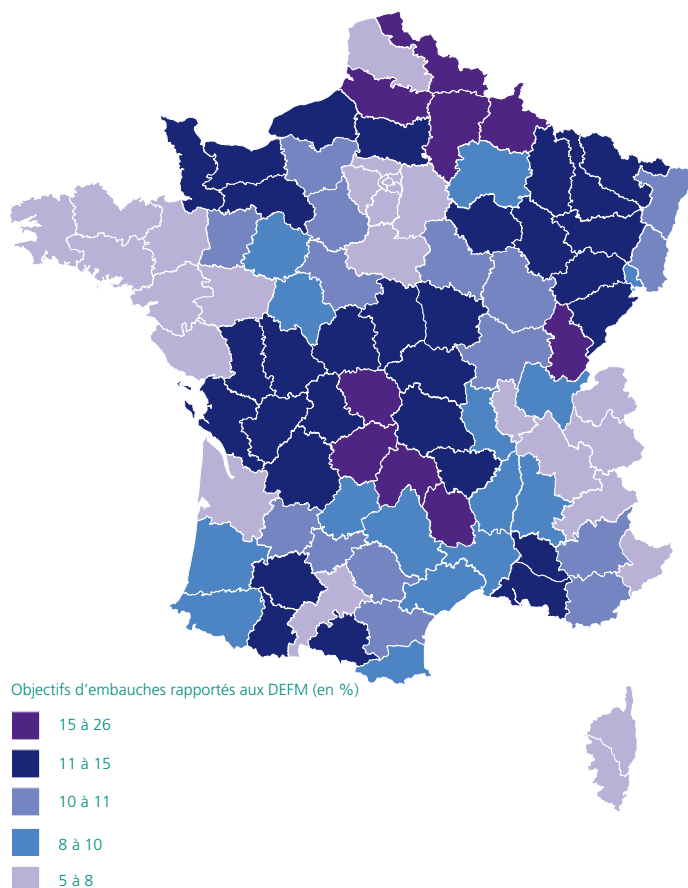 Objectifs d’embauches rapportés aux DEFM (en %)
15 à 26
11 à 15
10 à 11
8 à 10
5 à 8